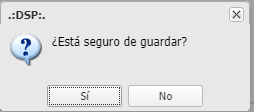 .:DSP:.
¿Está seguro de guardar?
Sí
No